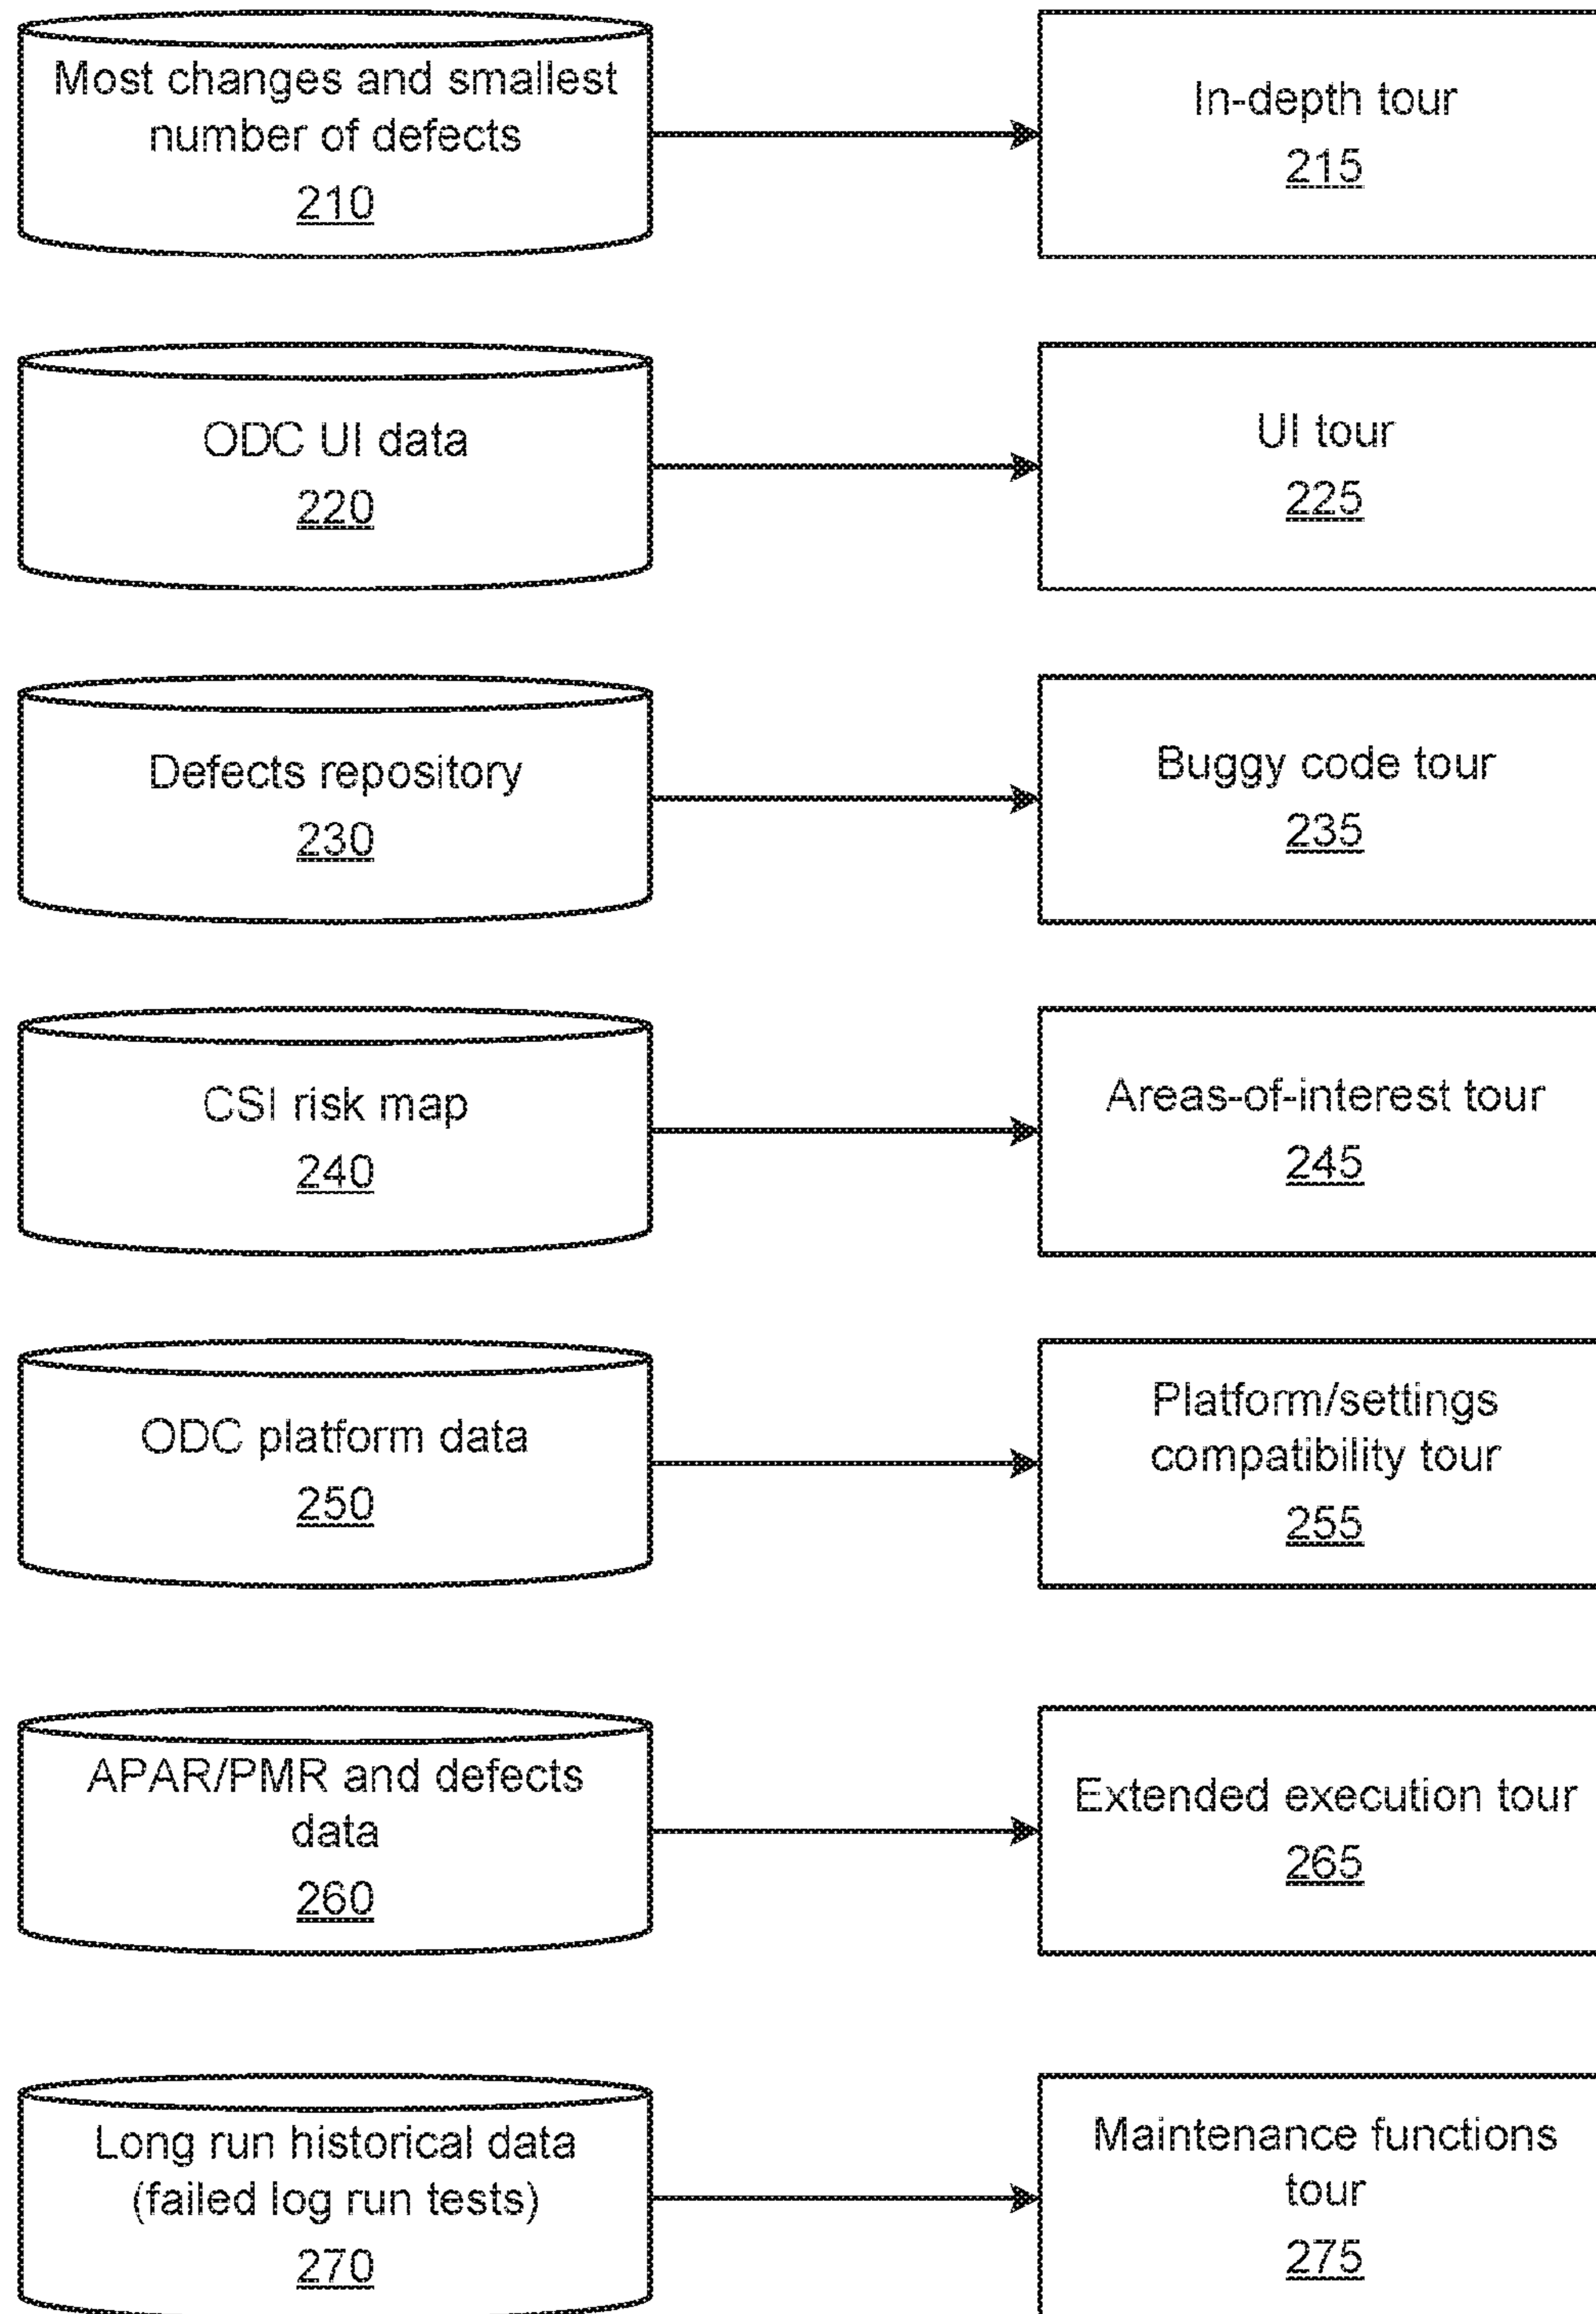 Most changes and smallest
number of defects
210
In-depth tour
215
ODC UI data
220
UI tour
225
Defects repository
230
Buggy code tour
235
CSI risk map
240
Areas-of-interest tour
245
ODC platform data
250
Platform/settings
compatibility tour
255
APAR/PMR and defects
data
260
Extended execution tour
265
Long run historical data
(failed log run tests)
270
Maintenance functions
tour
275